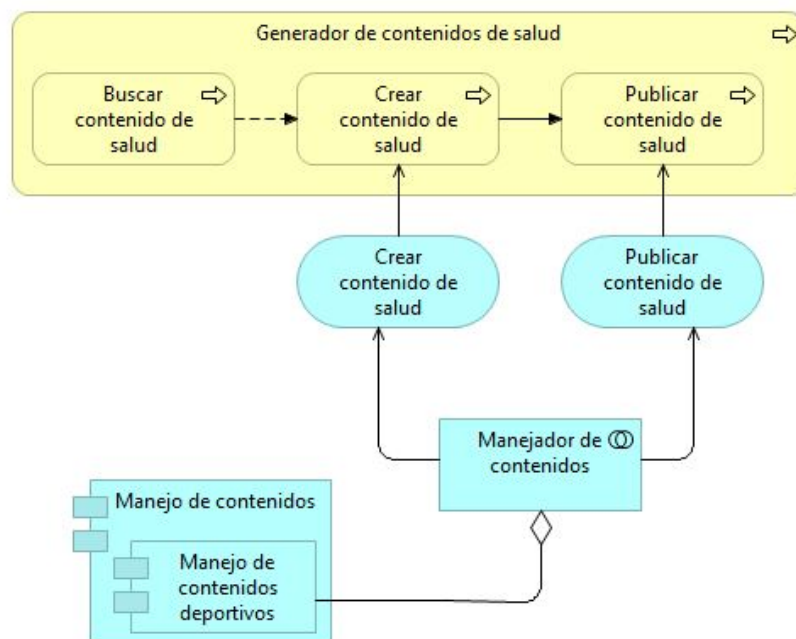 Generador de contenidos de salud
Buscar
contenido de
salud
Crear
contenido de
salud
Publicar
contenido de
salud
Crear
contenido de
salud
Publicar
contenido de
salud
Manejador de
contenidos
Manejo de contenidos
Manejo de
contenidos
deportivos